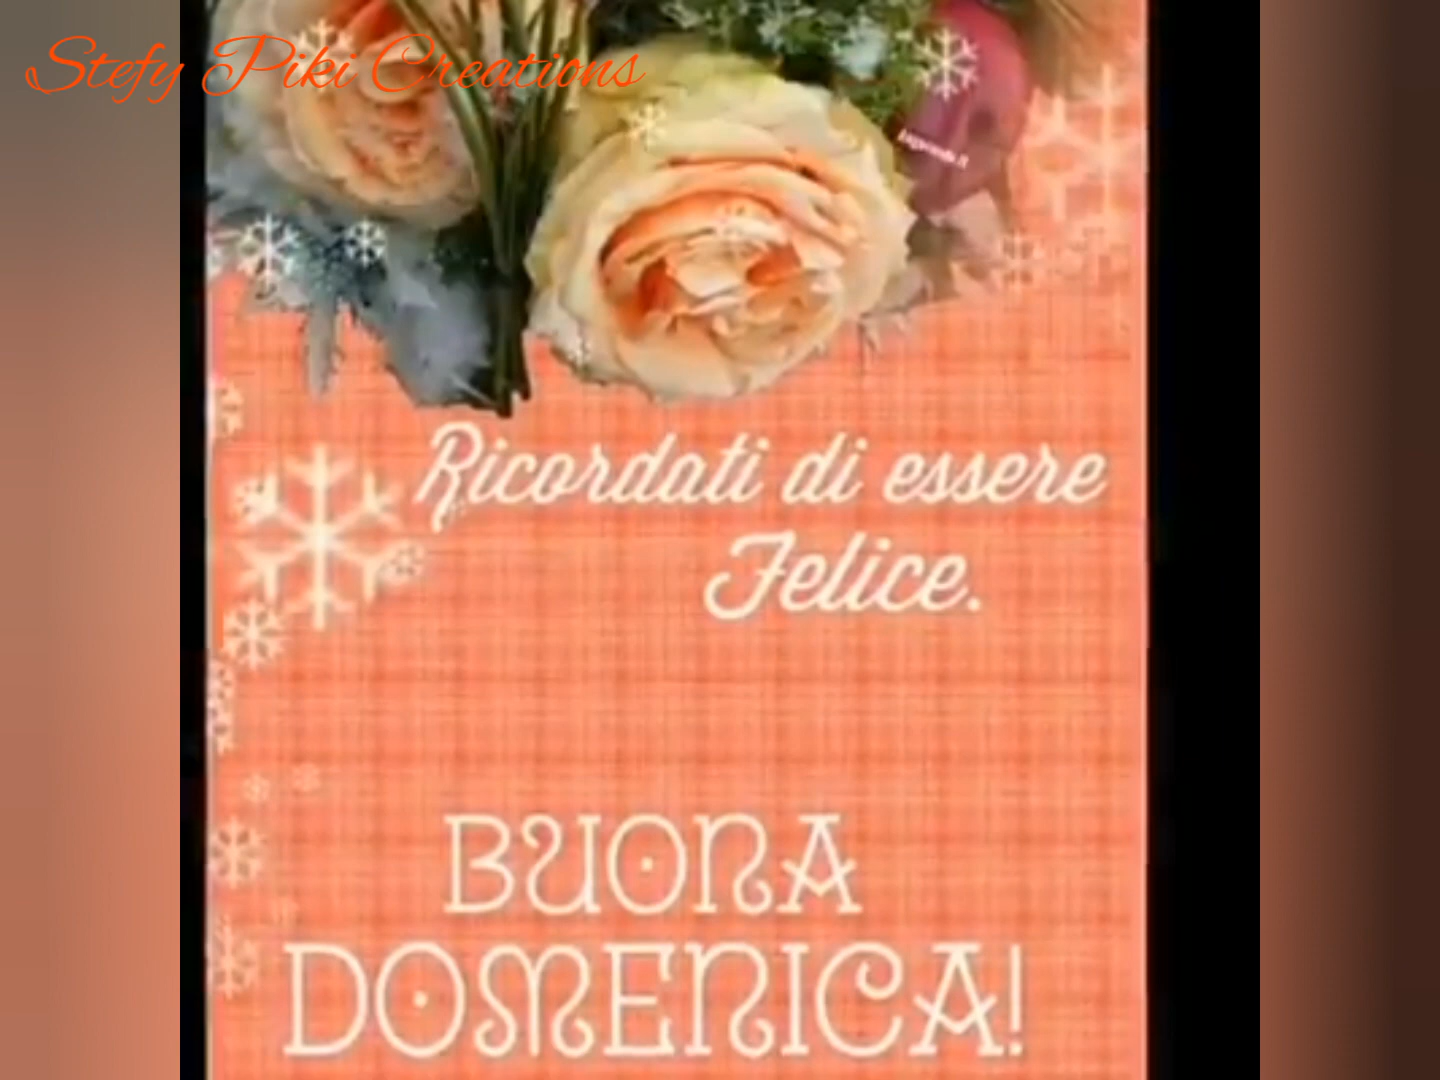 Stefy Piki Creations
Ricordati di essere
Felice.
BUONA
DOMENICA!